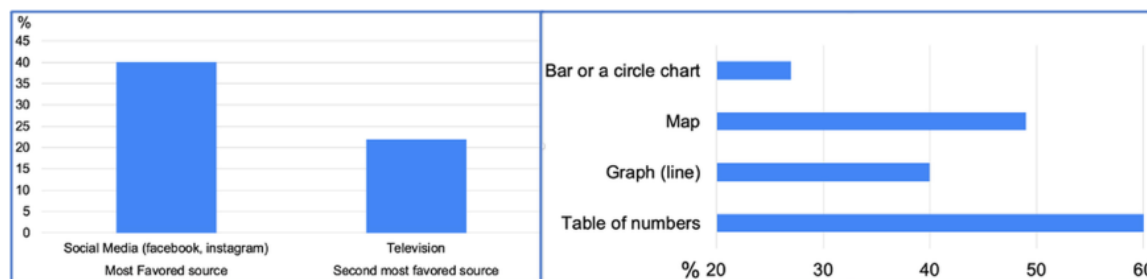 %
45
40
35
30
25
20
15
10
5
0
Social Media (facebook, instagram)
Television
Most Favored source
Second most favored source
Bar or a circle chart
Map
Graph (line)
Table of numbers
% 20 30 40 50 60